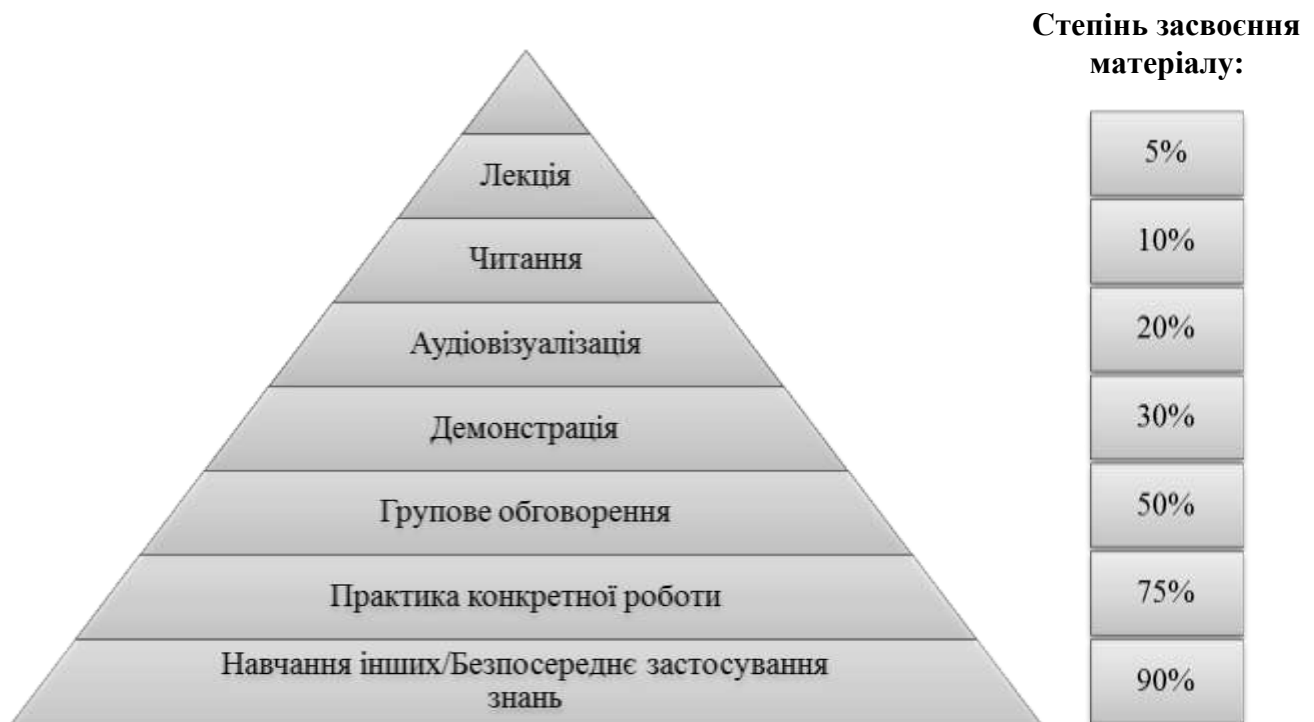 Степінь засвоєння
матеріалу:
Лекція
5%
Читання
10%
Аудіовізуалізація
20%
Демонстрація
30%
Групове обговорення
50%
Практика конкретної роботи
75%
Навчання інших/Безпосереднє застосування
знань
90%